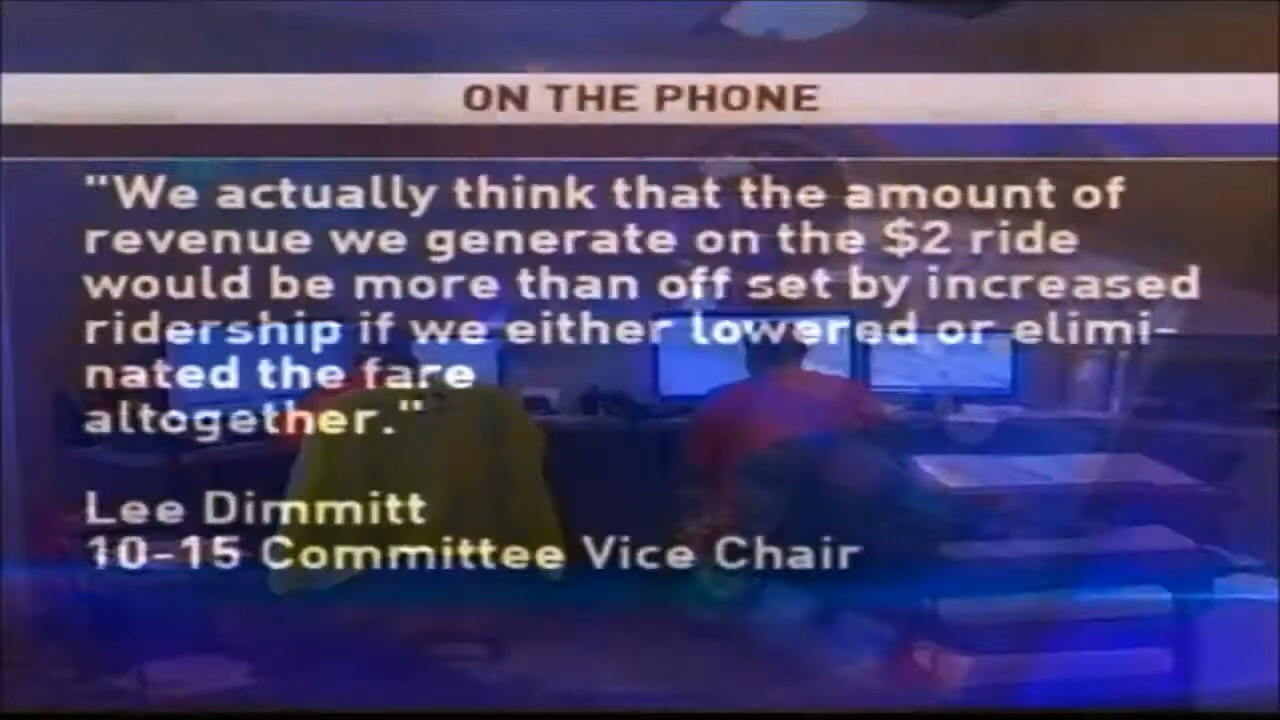 ON THE PHONE
"We actually think that the amount of
revenue we generate on the $2 ride
would be more than off set by increased
ridership if we either lowered or elimi-
nated the fare
altogether."
Lee Dimmitt
10-15 Committee Vice Chair